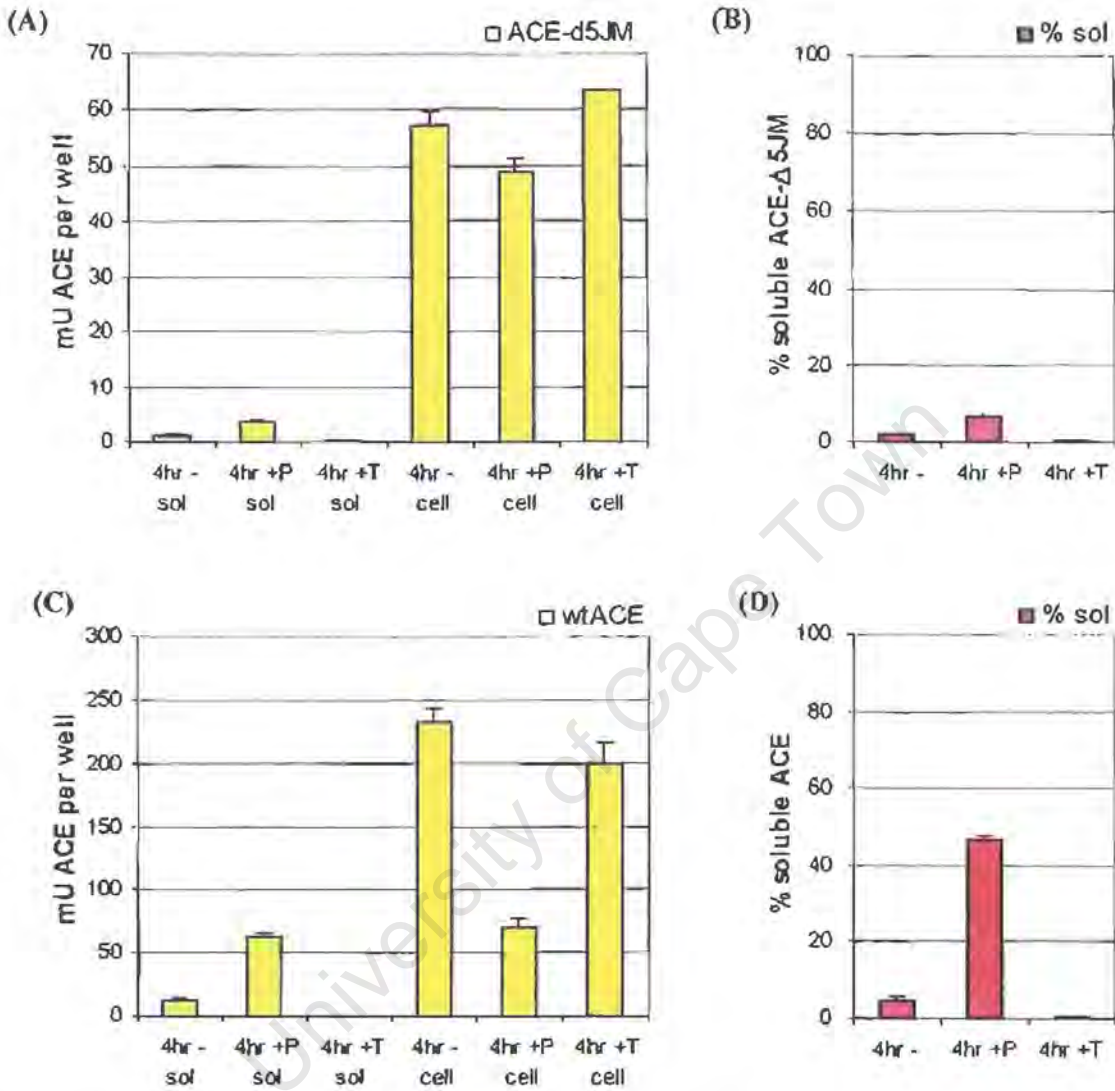 (A)
ACE-d5JM
mU ACE per well
70
60
50
40
30
20
10
0
4hr - 4hr +P 4hr +T 4hr - 4hr +P 4hr +T
sol sol sol cell cell cell
(B)
% sol
% soluble ACE-Δ5JM
100
80
60
40
20
0
4hr - 4hr +P 4hr +T
(C)
wtACE
mU ACE per well
300
250
200
150
100
50
0
4hr - 4hr +P 4hr +T 4hr - 4hr +P 4hr +T
sol sol sol cell cell cell
(D)
% sol
% soluble ACE
100
80
60
40
20
0
4hr - 4hr +P 4hr +T
University of Cape Town